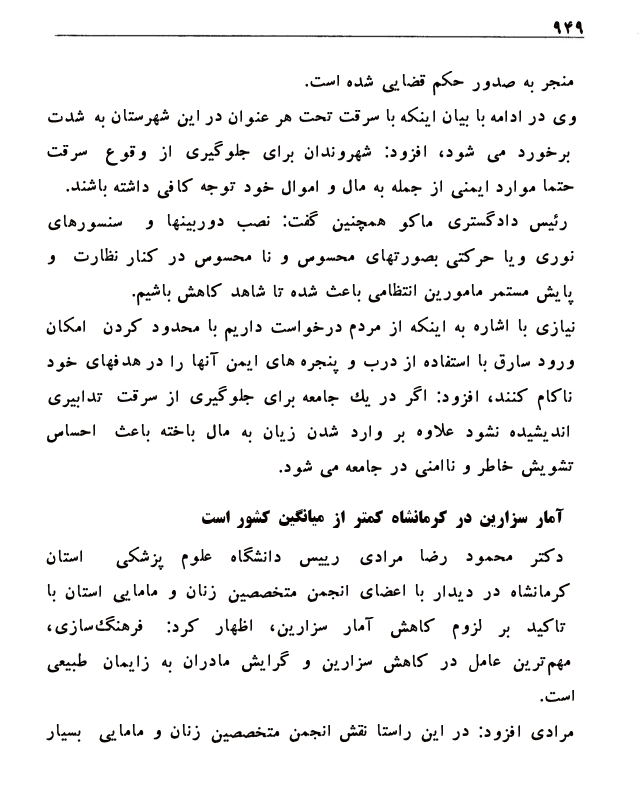 ۹۴۹
منجر به صدور حکم قضایی شده است.
وی در ادامه با بیان اینکه با سرقت تحت هر عنوان در این شهرستان به شدت
برخورد می شود، افزود: شهروندان برای جلوگیری از وقوع سرقت
حتما موارد ایمنی از جمله به مال و اموال خود توجه کافی داشته باشند.
رئیس دادگستری ماکو همچنین گفت: نصب دوربینها و سنسورهای
نوری ویا حرکتی بصورتهای محسوس و نا محسوس در کنار نظارت و
پایش مستمر مامورین انتظامی باعث شده تا شاهد کاهش باشیم.
نیازی با اشاره به اینکه از مردم درخواست داریم با محدود کردن امکان
ورود سارق با استفاده از درب و پنجره های ایمن آنها را در هدفهای خود
ناکام کنند، افزود: اگر در یك جامعه برای جلوگیری از سرقت تدابیری
اندیشیده نشود علاوه بر وارد شدن زیان به مال باخته باعث احساس
تشویش خاطر و ناامنی در جامعه می شود.
آمار سزارین در کرمانشاه کمتر از میانگین کشور است
دکتر محمود رضا مرادی رییس دانشگاه علوم پزشکی استان
کرمانشاه در دیدار با اعضای انجمن متخصصین زنان و مامایی استان با
تاکید بر لزوم کاهش آمار سزارین، اظهار کرد: فرهنگ‌سازی،
مهم‌ترین عامل در کاهش سزارین و گرایش مادران به زایمان طبیعی
است.
مرادی افزود: در این راستا نقش انجمن متخصصین زنان و مامایی بسیار